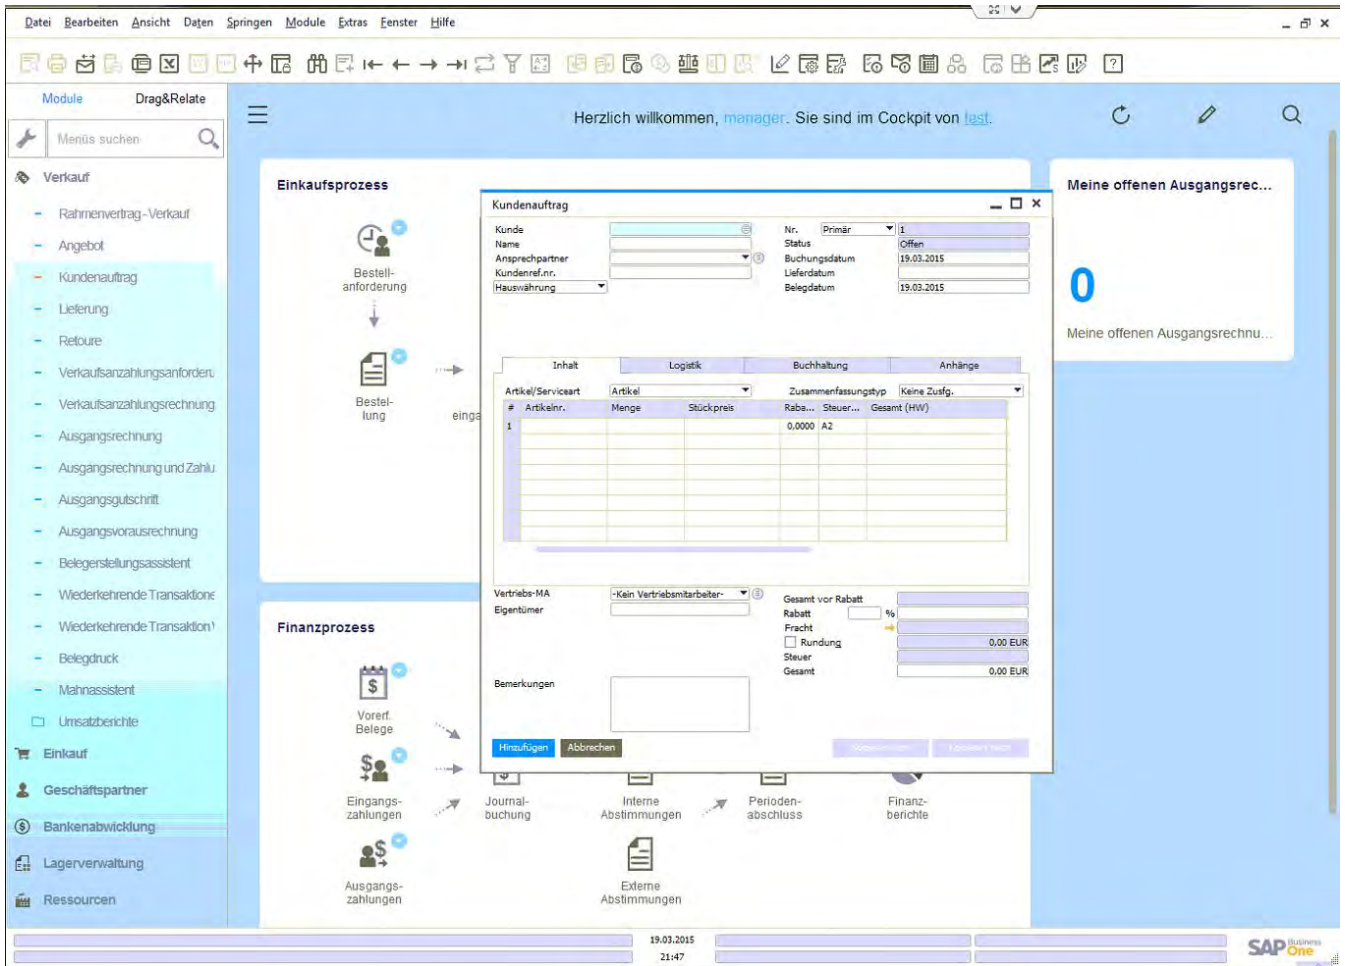 Datei Bearbeiten Ansicht Daten Springen Module Extras Fenster Hilfe
Module Drag&Relate
Herzlich willkommen, manager. Sie sind im Cockpit von test.
Menüs suchen
Verkauf
Rahmenvertrag - Verkauf
Angebot
Kundenauftrag
Lieferung
Retoure
Verkaufsanzahlungsanforderu
Verkaufsanzahlungsrechnung
Ausgangsrechnung
Ausgangsrechnung und Zahlu
Ausgangsgutschrift
Ausgangsvorausrechnung
Belegerstellungsassistent
Wiederkehrende Transaktione
Wiederkehrende Transaktion
Belegdruck
Mahnassistent
Umsatzberichte
Einkauf
Geschäftspartner
Bankenabwicklung
Lagerverwaltung
Ressourcen
Einkaufsprozess
Bestell-
anforderung
Bestel-
lung
einga
Finanzprozess
Vorerf.
Belege
Eingangs-
zahlungen
Journal-
buchung
Interne
Abstimmungen
Perioden-
abschluss
Finanz-
berichte
Ausgangs-
zahlungen
Externe
Abstimmungen
Kundenauftrag
Kunde
Name
Ansprechpartner
Kundenref.nr.
Hauswährung
Nr. Primär 1
Status Offen
Buchungsdatum 19.03.2015
Lieferdatum
Belegdatum 19.03.2015
Inhalt Logistik Buchhaltung Anhänge
Artikel/Serviceart Artikel Zusammenfassungstyp Keine Zusfg.
# Artikelnr. Menge Stückpreis Raba... Steuer... Gesamt (HW)
1 0,0000 A2
Vertriebs-MA -Kein Vertriebsmitarbeiter-
Eigentümer
Gesamt vor Rabatt
Rabatt %
Fracht
Rundung 0,00 EUR
Steuer
Gesamt 0,00 EUR
Bemerkungen
Hinzufügen Abbrechen
Meine offenen Ausgangsrec...
0
Meine offenen Ausgangsrechnu...
19.03.2015
21:47
SAP Business
One